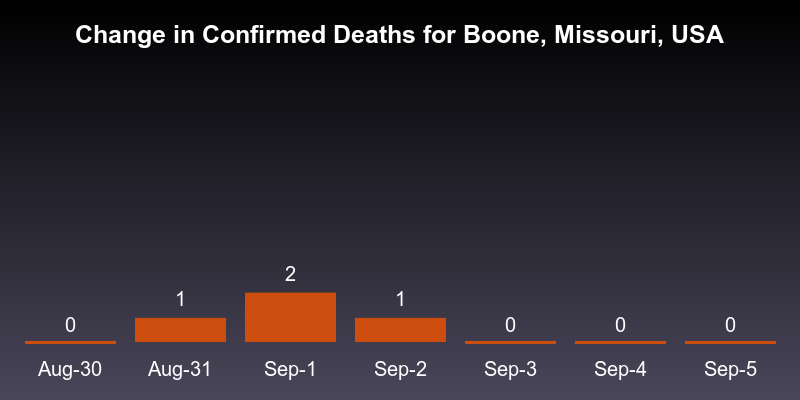 Change in Confirmed Deaths for Boone, Missouri, USA
2
1 1
0 0 0 0
Aug-30 Aug-31 Sep-1 Sep-2 Sep-3 Sep-4 Sep-5